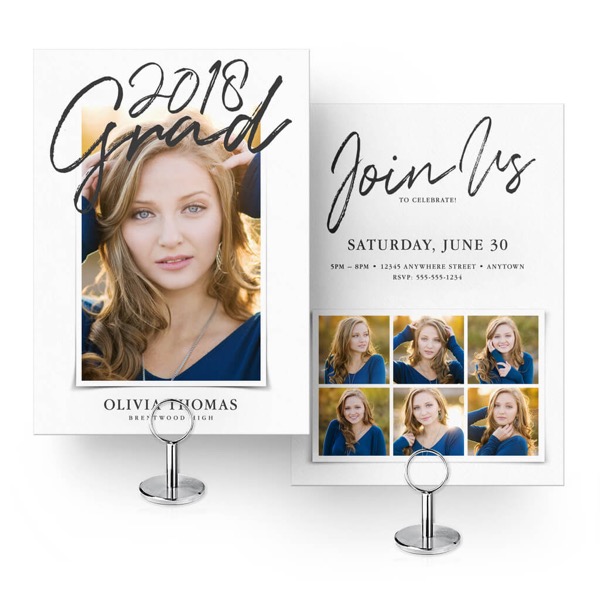 2018
Grad
OLIVIA THOMAS
BRENTWOOD HIGH
Join Us
TO CELEBRATE!
SATURDAY, JUNE 30
5PM – 8PM • 12345 ANYWHERE STREET • ANYTOWN
RSVP: 555-555-1234